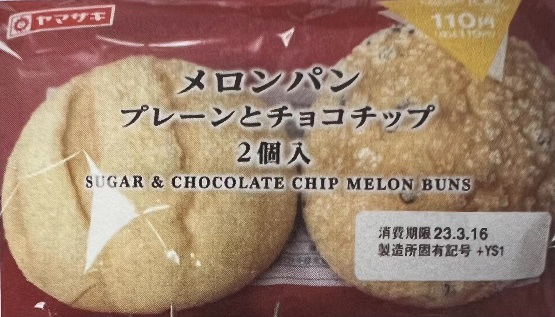 ヤマザキ
110円
メロンパン
プレーンとチョコチップ
2個入
SUGAR & CHOCOLATE CHIP MELON BUNS
消費期限 23.3.16
製造所固有記号 +YS1